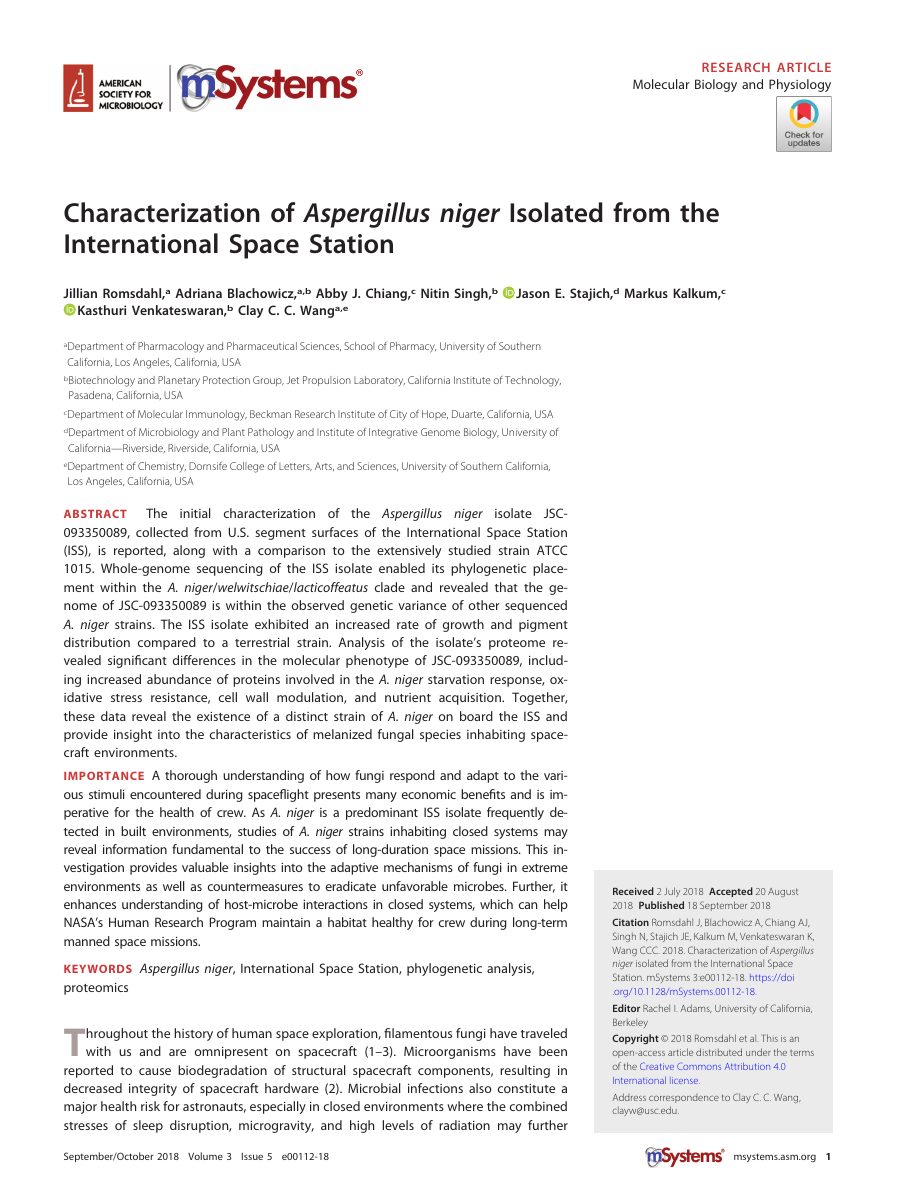 AMERICAN
SOCIETY FOR
MICROBIOLOGY
mSystems®
RESEARCH ARTICLE
Molecular Biology and Physiology
Check for
updates
Characterization of Aspergillus niger Isolated from the
International Space Station
Jillian Romsdahl,a Adriana Blachowicz,a,b Abby J. Chiang,c Nitin Singh,b Jason E. Stajich,d Markus Kalkum,c
Kasthuri Venkateswaran,b Clay C. C. Wanga,e
aDepartment of Pharmacology and Pharmaceutical Sciences, School of Pharmacy, University of Southern
California, Los Angeles, California, USA
bBiotechnology and Planetary Protection Group, Jet Propulsion Laboratory, California Institute of Technology,
Pasadena, California, USA
cDepartment of Molecular Immunology, Beckman Research Institute of City of Hope, Duarte, California, USA
dDepartment of Microbiology and Plant Pathology and Institute of Integrative Genome Biology, University of
California—Riverside, Riverside, California, USA
eDepartment of Chemistry, Dornsife College of Letters, Arts, and Sciences, University of Southern California,
Los Angeles, California, USA
ABSTRACT The initial characterization of the Aspergillus niger isolate JSC-
093350089, collected from U.S. segment surfaces of the International Space Station
(ISS), is reported, along with a comparison to the extensively studied strain ATCC
1015. Whole-genome sequencing of the ISS isolate enabled its phylogenetic place-
ment within the A. niger/welwitschiae/lacticoffeatus clade and revealed that the ge-
nome of JSC-093350089 is within the observed genetic variance of other sequenced
A. niger strains. The ISS isolate exhibited an increased rate of growth and pigment
distribution compared to a terrestrial strain. Analysis of the isolate's proteome re-
vealed significant differences in the molecular phenotype of JSC-093350089, includ-
ing increased abundance of proteins involved in the A. niger starvation response, ox-
idative stress resistance, cell wall modulation, and nutrient acquisition. Together,
these data reveal the existence of a distinct strain of A. niger on board the ISS and
provide insight into the characteristics of melanized fungal species inhabiting space-
craft environments.
IMPORTANCE A thorough understanding of how fungi respond and adapt to the vari-
ous stimuli encountered during spaceflight presents many economic benefits and is im-
perative for the health of crew. As A. niger is a predominant ISS isolate frequently de-
tected in built environments, studies of A. niger strains inhabiting closed systems may
reveal information fundamental to the success of long-duration space missions. This in-
vestigation provides valuable insights into the adaptive mechanisms of fungi in extreme
environments as well as countermeasures to eradicate unfavorable microbes. Further, it
enhances understanding of host-microbe interactions in closed systems, which can help
NASA's Human Research Program maintain a habitat healthy for crew during long-term
manned space missions.
KEYWORDS Aspergillus niger, International Space Station, phylogenetic analysis,
proteomics
Throughout the history of human space exploration, filamentous fungi have traveled
with us and are omnipresent on spacecraft (1–3). Microorganisms have been
reported to cause biodegradation of structural spacecraft components, resulting in
decreased integrity of spacecraft hardware (2). Microbial infections also constitute a
major health risk for astronauts, especially in closed environments where the combined
stresses of sleep disruption, microgravity, and high levels of radiation may further
Received 2 July 2018 Accepted 20 August
2018 Published 18 September 2018
Citation Romsdahl J, Blachowicz A, Chiang AJ,
Singh N, Stajich JE, Kalkum M, Venkateswaran K,
Wang CCC. 2018. Characterization of Aspergillus
niger isolated from the International Space
Station. mSystems 3:e00112-18. https://doi
.org/10.1128/mSystems.00112-18.
Editor Rachel I. Adams, University of California,
Berkeley
Copyright © 2018 Romsdahl et al. This is an
open-access article distributed under the terms
of the Creative Commons Attribution 4.0
International license.
Address correspondence to Clay C. C. Wang,
clayw@usc.edu.
September/October 2018 Volume 3 Issue 5 e00112-18
mSystems® msystems.asm.org 1